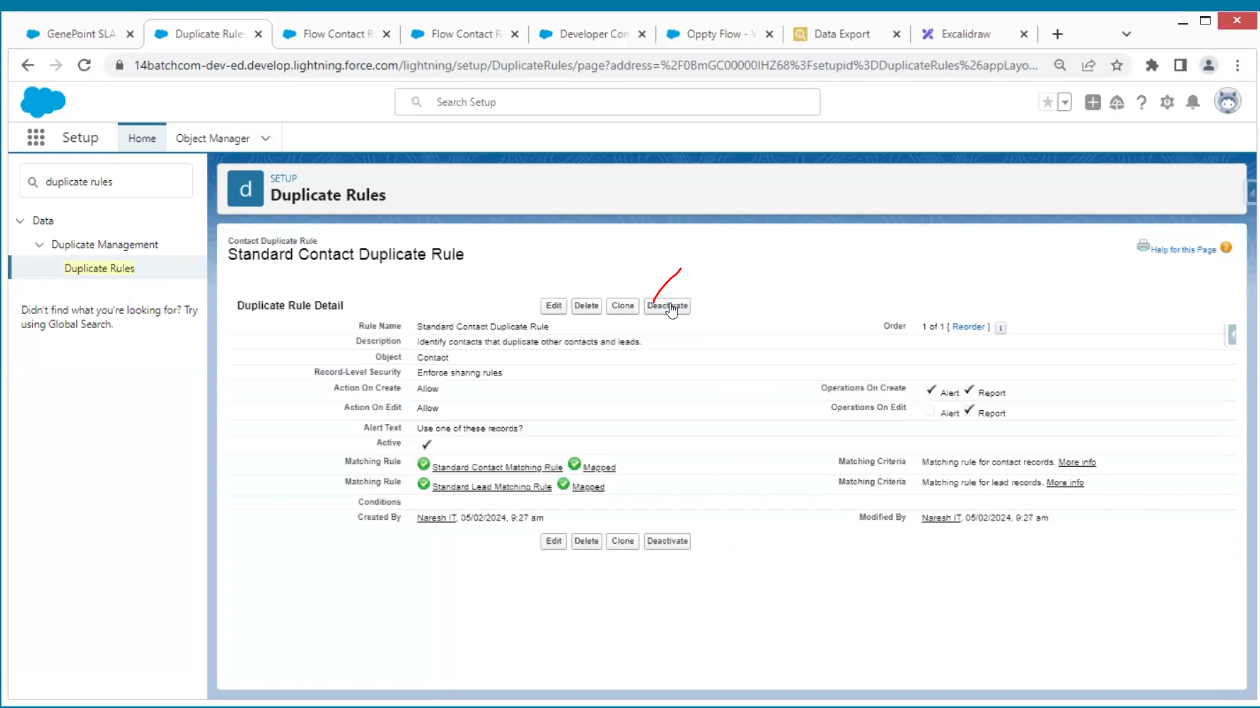 GenePoint SLA
Duplicate Rules
Flow Contact R
Flow Contact R
Developer Con
Oppty Flow - V
Data Export
Excalidraw
14batchcom-dev-ed.develop.lightning.force.com/lightning/setup/DuplicateRules/page?address=%2F0BmGC00000IHZ68%3Fsetupid%3DDuplicateRules%26appLayo...
Search Setup
Setup
Home
Object Manager
duplicate rules
Data
Duplicate Management
Duplicate Rules
Didn't find what you're looking for? Try
using Global Search.
d
SETUP
Duplicate Rules
Contact Duplicate Rule
Standard Contact Duplicate Rule
Help for this Page
Duplicate Rule Detail
Edit Delete Clone Deactivate
Rule Name Standard Contact Duplicate Rule Order 1 of 1 [ Reorder ] i
Description Identify contacts that duplicate other contacts and leads.
Object Contact
Record-Level Security Enforce sharing rules
Action On Create Allow Operations On Create Alert Report
Action On Edit Allow Operations On Edit Alert Report
Alert Text Use one of these records?
Active
Matching Rule Standard Contact Matching Rule Mapped Matching Criteria Matching rule for contact records. More info
Matching Rule Standard Lead Matching Rule Mapped Matching Criteria Matching rule for lead records. More info
Conditions
Created By Naresh IT, 05/02/2024, 9:27 am Modified By Naresh IT, 05/02/2024, 9:27 am
Edit Delete Clone Deactivate